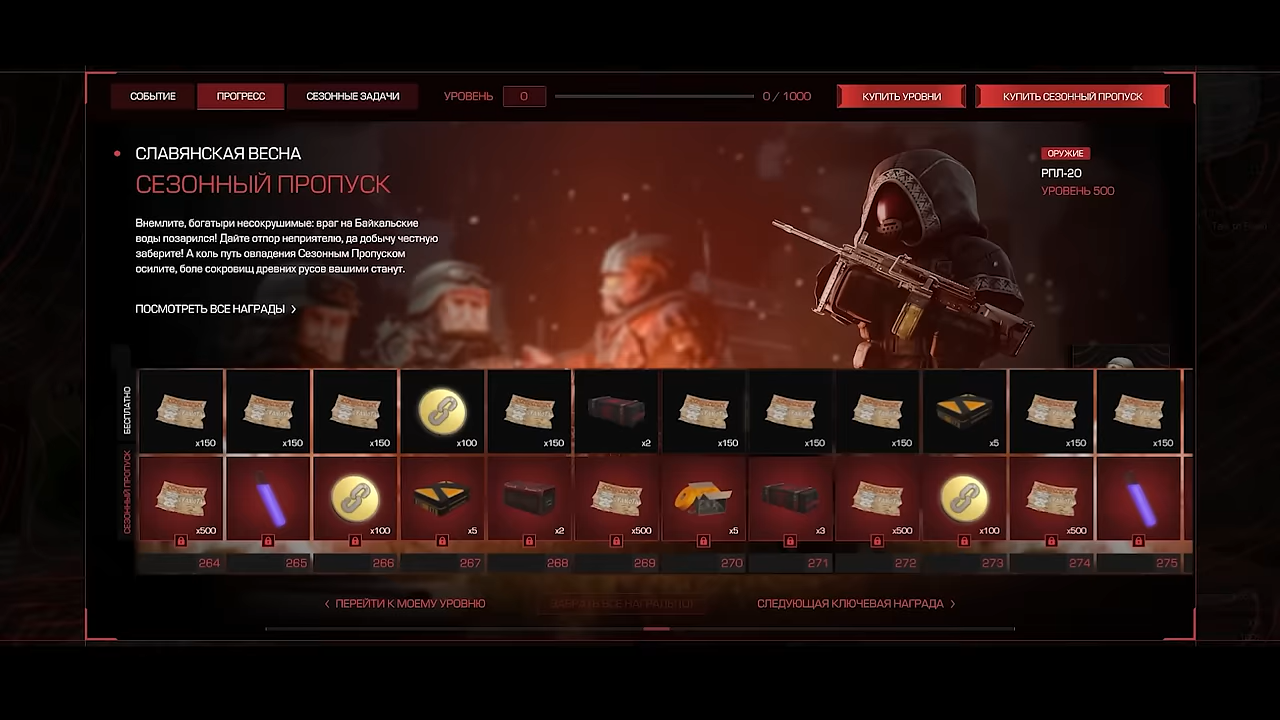 СОБЫТИЕ
ПРОГРЕСС
СЕЗОННЫЕ ЗАДАЧИ
УРОВЕНЬ
0
0 / 1000
КУПИТЬ УРОВНИ
КУПИТЬ СЕЗОННЫЙ ПРОПУСК
СЛАВЯНСКАЯ ВЕСНА
СЕЗОННЫЙ ПРОПУСК
Внемлите, богатыри несокрушимые: враг на Байкальские
воды позарился! Дайте отпор неприятелю, да добычу честную
заберите! А коль путь овладения Сезонным Пропуском
осилите, боле сокровищ древних русов вашими станут.
ПОСМОТРЕТЬ ВСЕ НАГРАДЫ >
ОРУЖИЕ
РПЛ-20
УРОВЕНЬ 500
БЕСПЛАТНО
x150
x150
x150
x100
x150
x2
x150
x150
x150
x5
x150
x150
СЕЗОННЫЙ ПРОПУСК
x500
x100
x5
x2
x500
x5
x3
x500
x100
x500
264
265
266
267
268
269
270
271
272
273
274
275
< ПЕРЕЙТИ К МОЕМУ УРОВНЮ
ЗАБРАТЬ ВСЕ НАГРАДЫ (0)
СЛЕДУЮЩАЯ КЛЮЧЕВАЯ НАГРАДА >